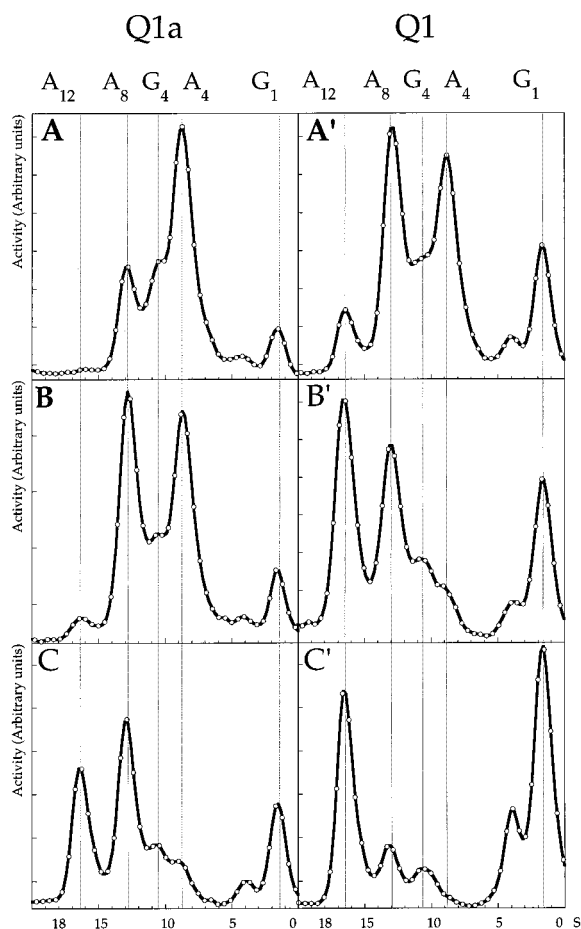 Q1a Q1
A12 A8 G4 A4 G1 A12 A8 G4 A4 G1
A A'
Activity (Arbitrary units)
B B'
Activity (Arbitrary units)
C C'
Activity (Arbitrary units)
18 15 10 5 0 18 15 10 5 0 S